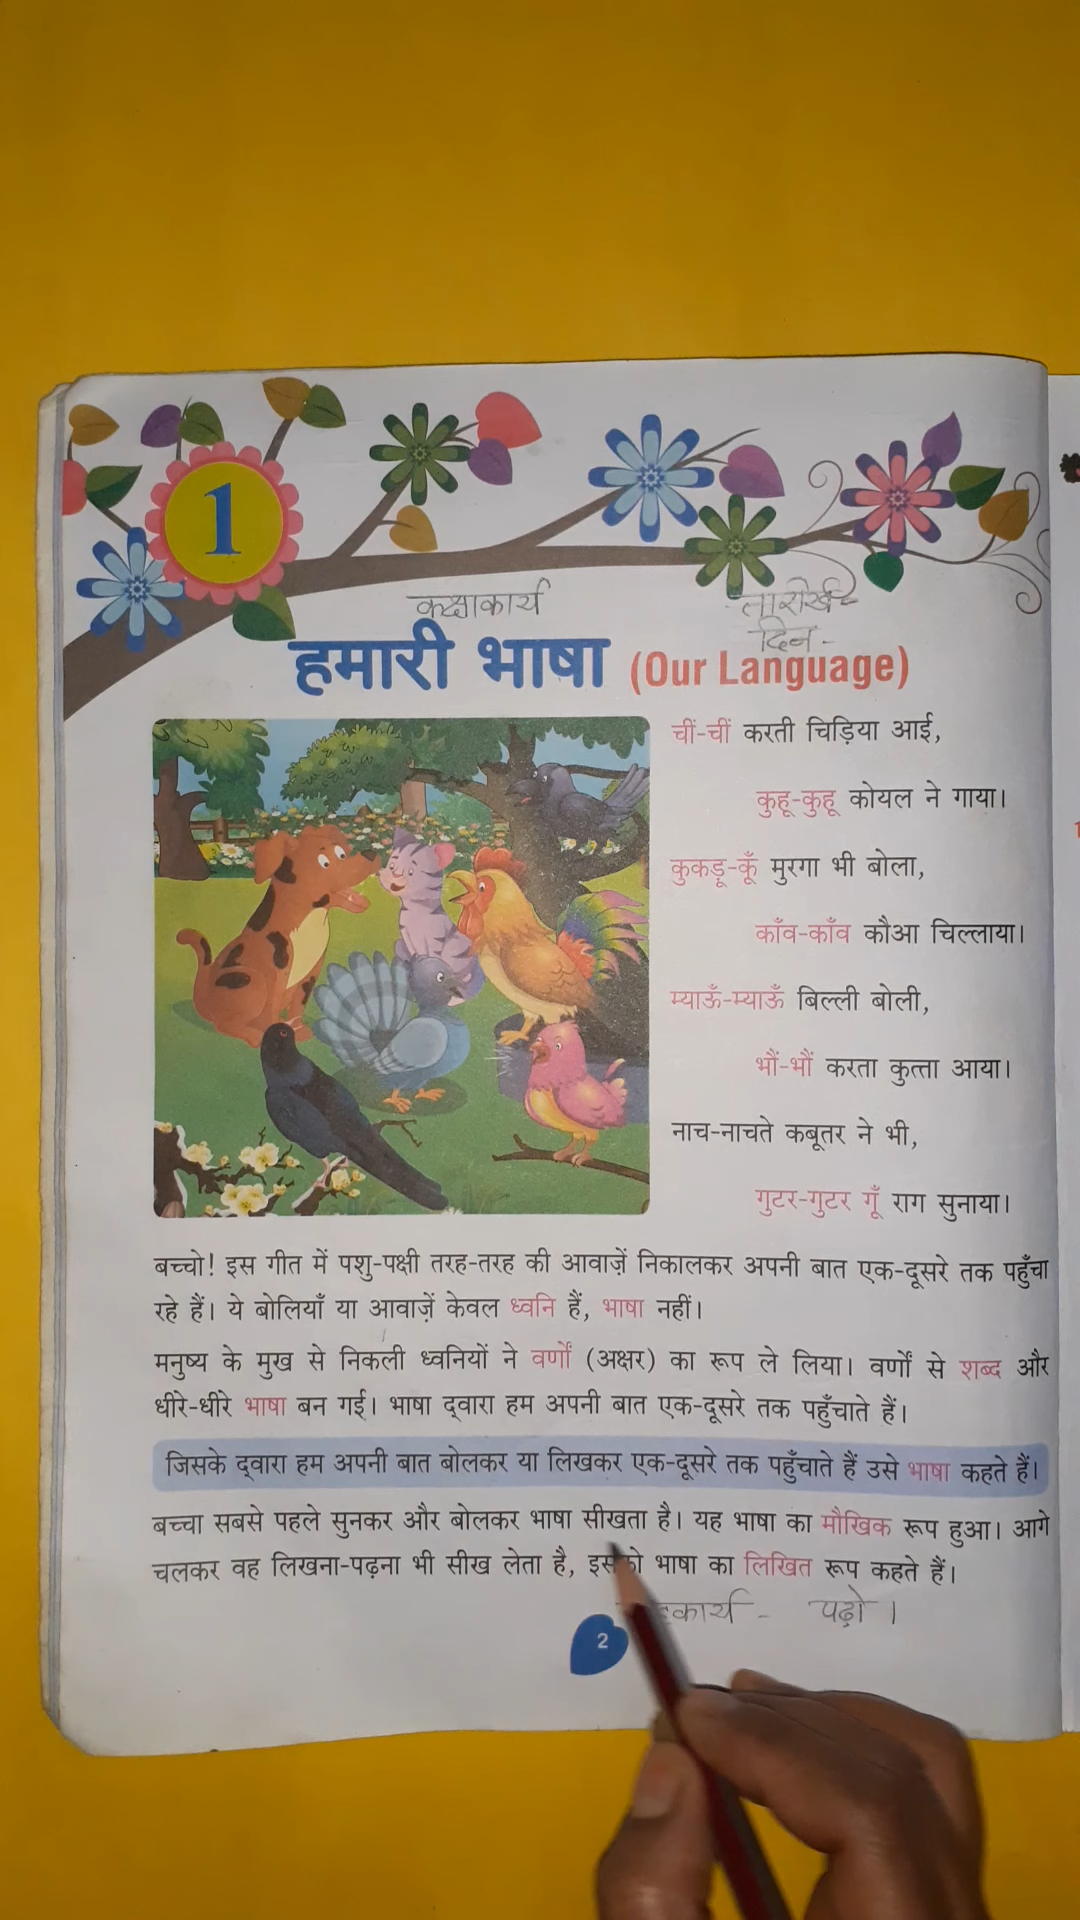 1
कक्षाकार्य
तारीख-
दिन-
हमारी भाषा (Our Language)
चीं-चीं करती चिड़िया आई,
कुहू-कुहू कोयल ने गाया।
कुकड़ू-कूँ मुरगा भी बोला,
काँव-काँव कौआ चिल्लाया।
म्याऊँ-म्याऊँ बिल्ली बोली,
भौं-भौं करता कुत्ता आया।
नाच-नाचते कबूतर ने भी,
गुटर-गुटर गूँ राग सुनाया।
बच्चो! इस गीत में पशु-पक्षी तरह-तरह की आवाज़ें निकालकर अपनी बात एक-दूसरे तक पहुँचा
रहे हैं। ये बोलियाँ या आवाज़ें केवल ध्वनि हैं, भाषा नहीं।
मनुष्य के मुख से निकली ध्वनियों ने वर्णों (अक्षर) का रूप ले लिया। वर्णों से शब्द और
धीरे-धीरे भाषा बन गई। भाषा द्वारा हम अपनी बात एक-दूसरे तक पहुँचाते हैं।
जिसके द्वारा हम अपनी बात बोलकर या लिखकर एक-दूसरे तक पहुँचाते हैं उसे भाषा कहते हैं।
बच्चा सबसे पहले सुनकर और बोलकर भाषा सीखता है। यह भाषा का मौखिक रूप हुआ। आगे
चलकर वह लिखना-पढ़ना भी सीख लेता है, इसको भाषा का लिखित रूप कहते हैं।
पढ़ो।
2